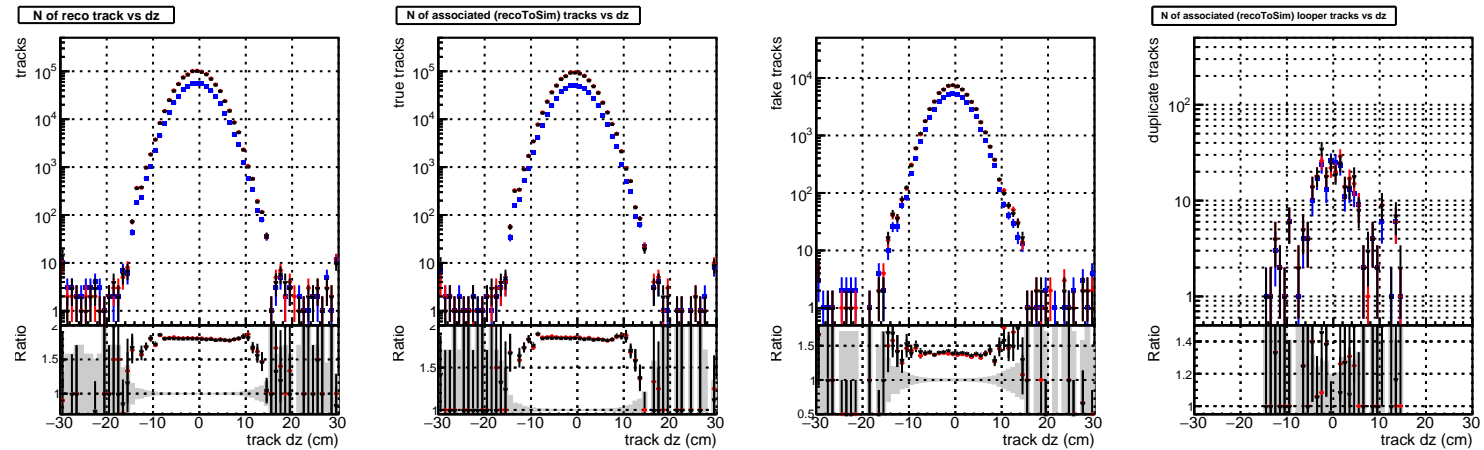 N of reco track vs dz
tracks
10^5
10^4
10^3
10^2
10
1
Ratio
2
1.5
1
−30 −20 −10 0 10 20 30
track dz (cm)
N of associated (recoToSim) tracks vs dz
true tracks
10^5
10^4
10^3
10^2
10
1
Ratio
2
1.5
1
−30 −20 −10 0 10 20 30
track dz (cm)
fake tracks
10^4
10^3
10^2
10
1
Ratio
1.5
1
0.5
−30 −20 −10 0 10 20 30
track dz (cm)
N of associated (recoToSim) looper tracks vs dz
duplicate tracks
10^2
10
1
Ratio
1.4
1.2
1
−30 −20 −10 0 10 20 30
track dz (cm)